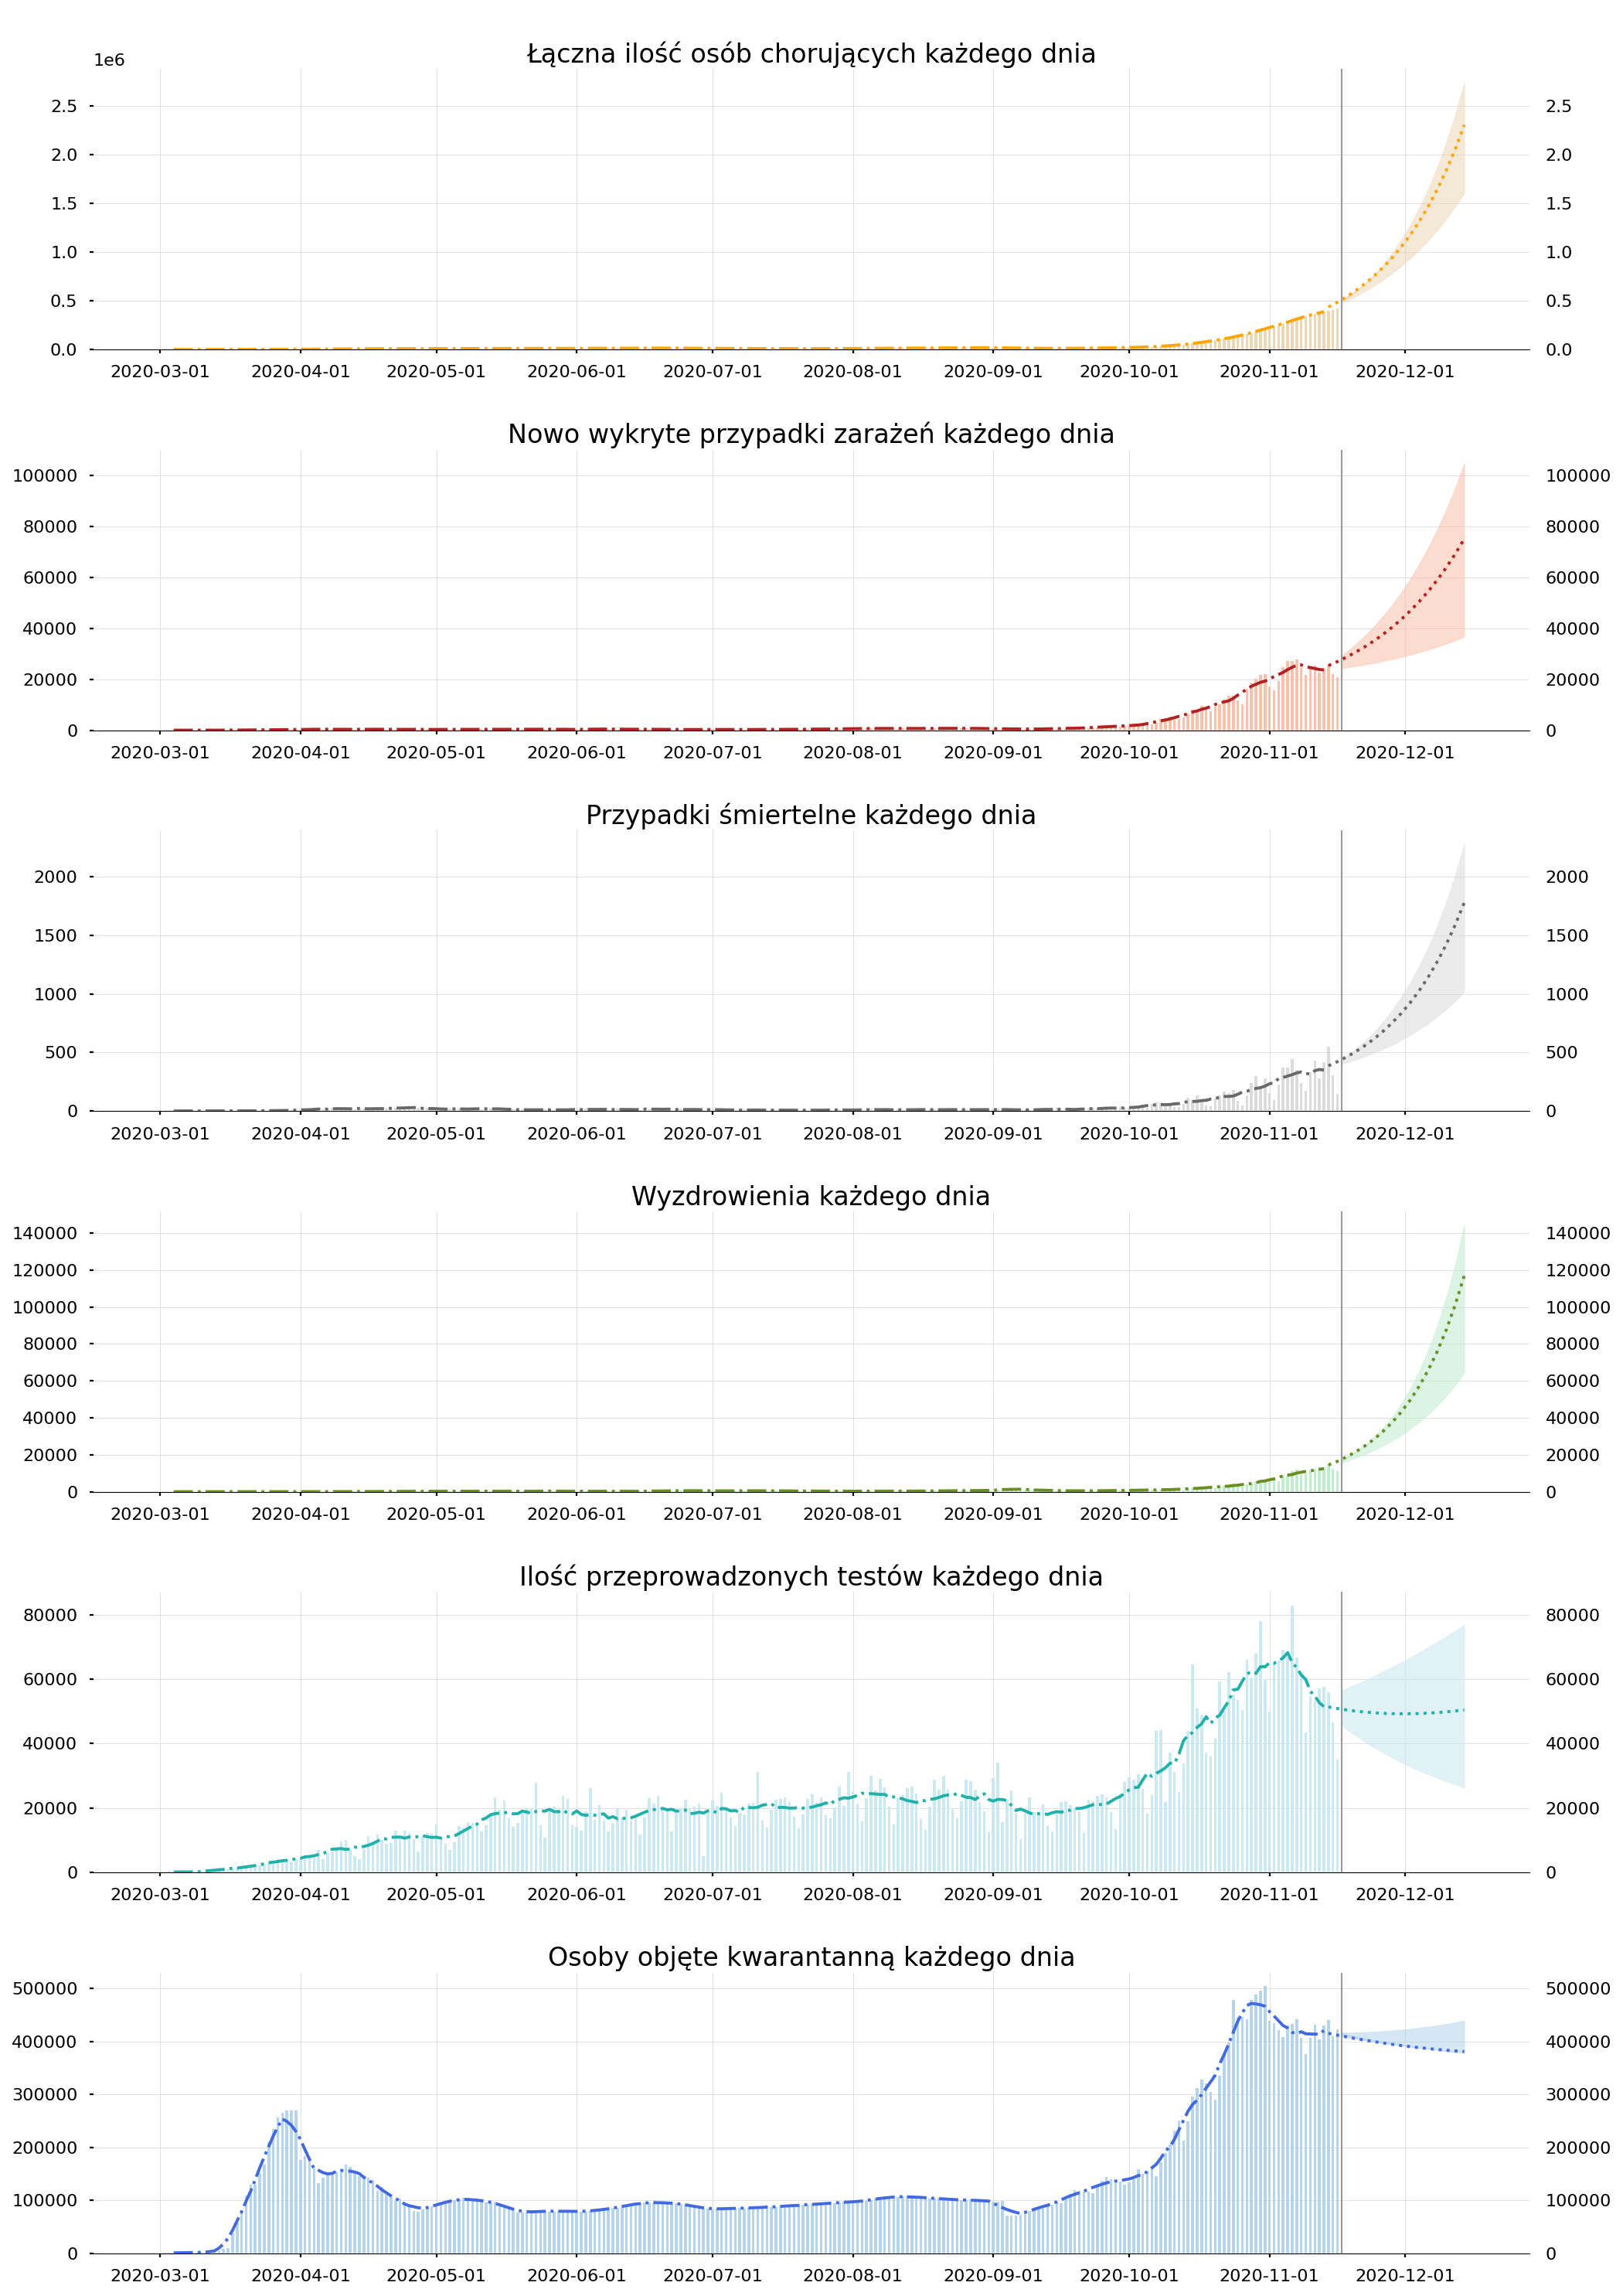 Łączna ilość osób chorujących każdego dnia
1e6
2.5 2.5
2.0 2.0
1.5 1.5
1.0 1.0
0.5 0.5
0.0 0.0
2020-03-01 2020-04-01 2020-05-01 2020-06-01 2020-07-01 2020-08-01 2020-09-01 2020-10-01 2020-11-01 2020-12-01
Nowo wykryte przypadki zarażeń każdego dnia
100000 100000
80000 80000
60000 60000
40000 40000
20000 20000
0 0
2020-03-01 2020-04-01 2020-05-01 2020-06-01 2020-07-01 2020-08-01 2020-09-01 2020-10-01 2020-11-01 2020-12-01
Przypadki śmiertelne każdego dnia
2000 2000
1500 1500
1000 1000
500 500
0 0
2020-03-01 2020-04-01 2020-05-01 2020-06-01 2020-07-01 2020-08-01 2020-09-01 2020-10-01 2020-11-01 2020-12-01
Wyzdrowienia każdego dnia
140000 140000
120000 120000
100000 100000
80000 80000
60000 60000
40000 40000
20000 20000
0 0
2020-03-01 2020-04-01 2020-05-01 2020-06-01 2020-07-01 2020-08-01 2020-09-01 2020-10-01 2020-11-01 2020-12-01
Ilość przeprowadzonych testów każdego dnia
80000 80000
60000 60000
40000 40000
20000 20000
0 0
2020-03-01 2020-04-01 2020-05-01 2020-06-01 2020-07-01 2020-08-01 2020-09-01 2020-10-01 2020-11-01 2020-12-01
Osoby objęte kwarantanną każdego dnia
500000 500000
400000 400000
300000 300000
200000 200000
100000 100000
0 0
2020-03-01 2020-04-01 2020-05-01 2020-06-01 2020-07-01 2020-08-01 2020-09-01 2020-10-01 2020-11-01 2020-12-01